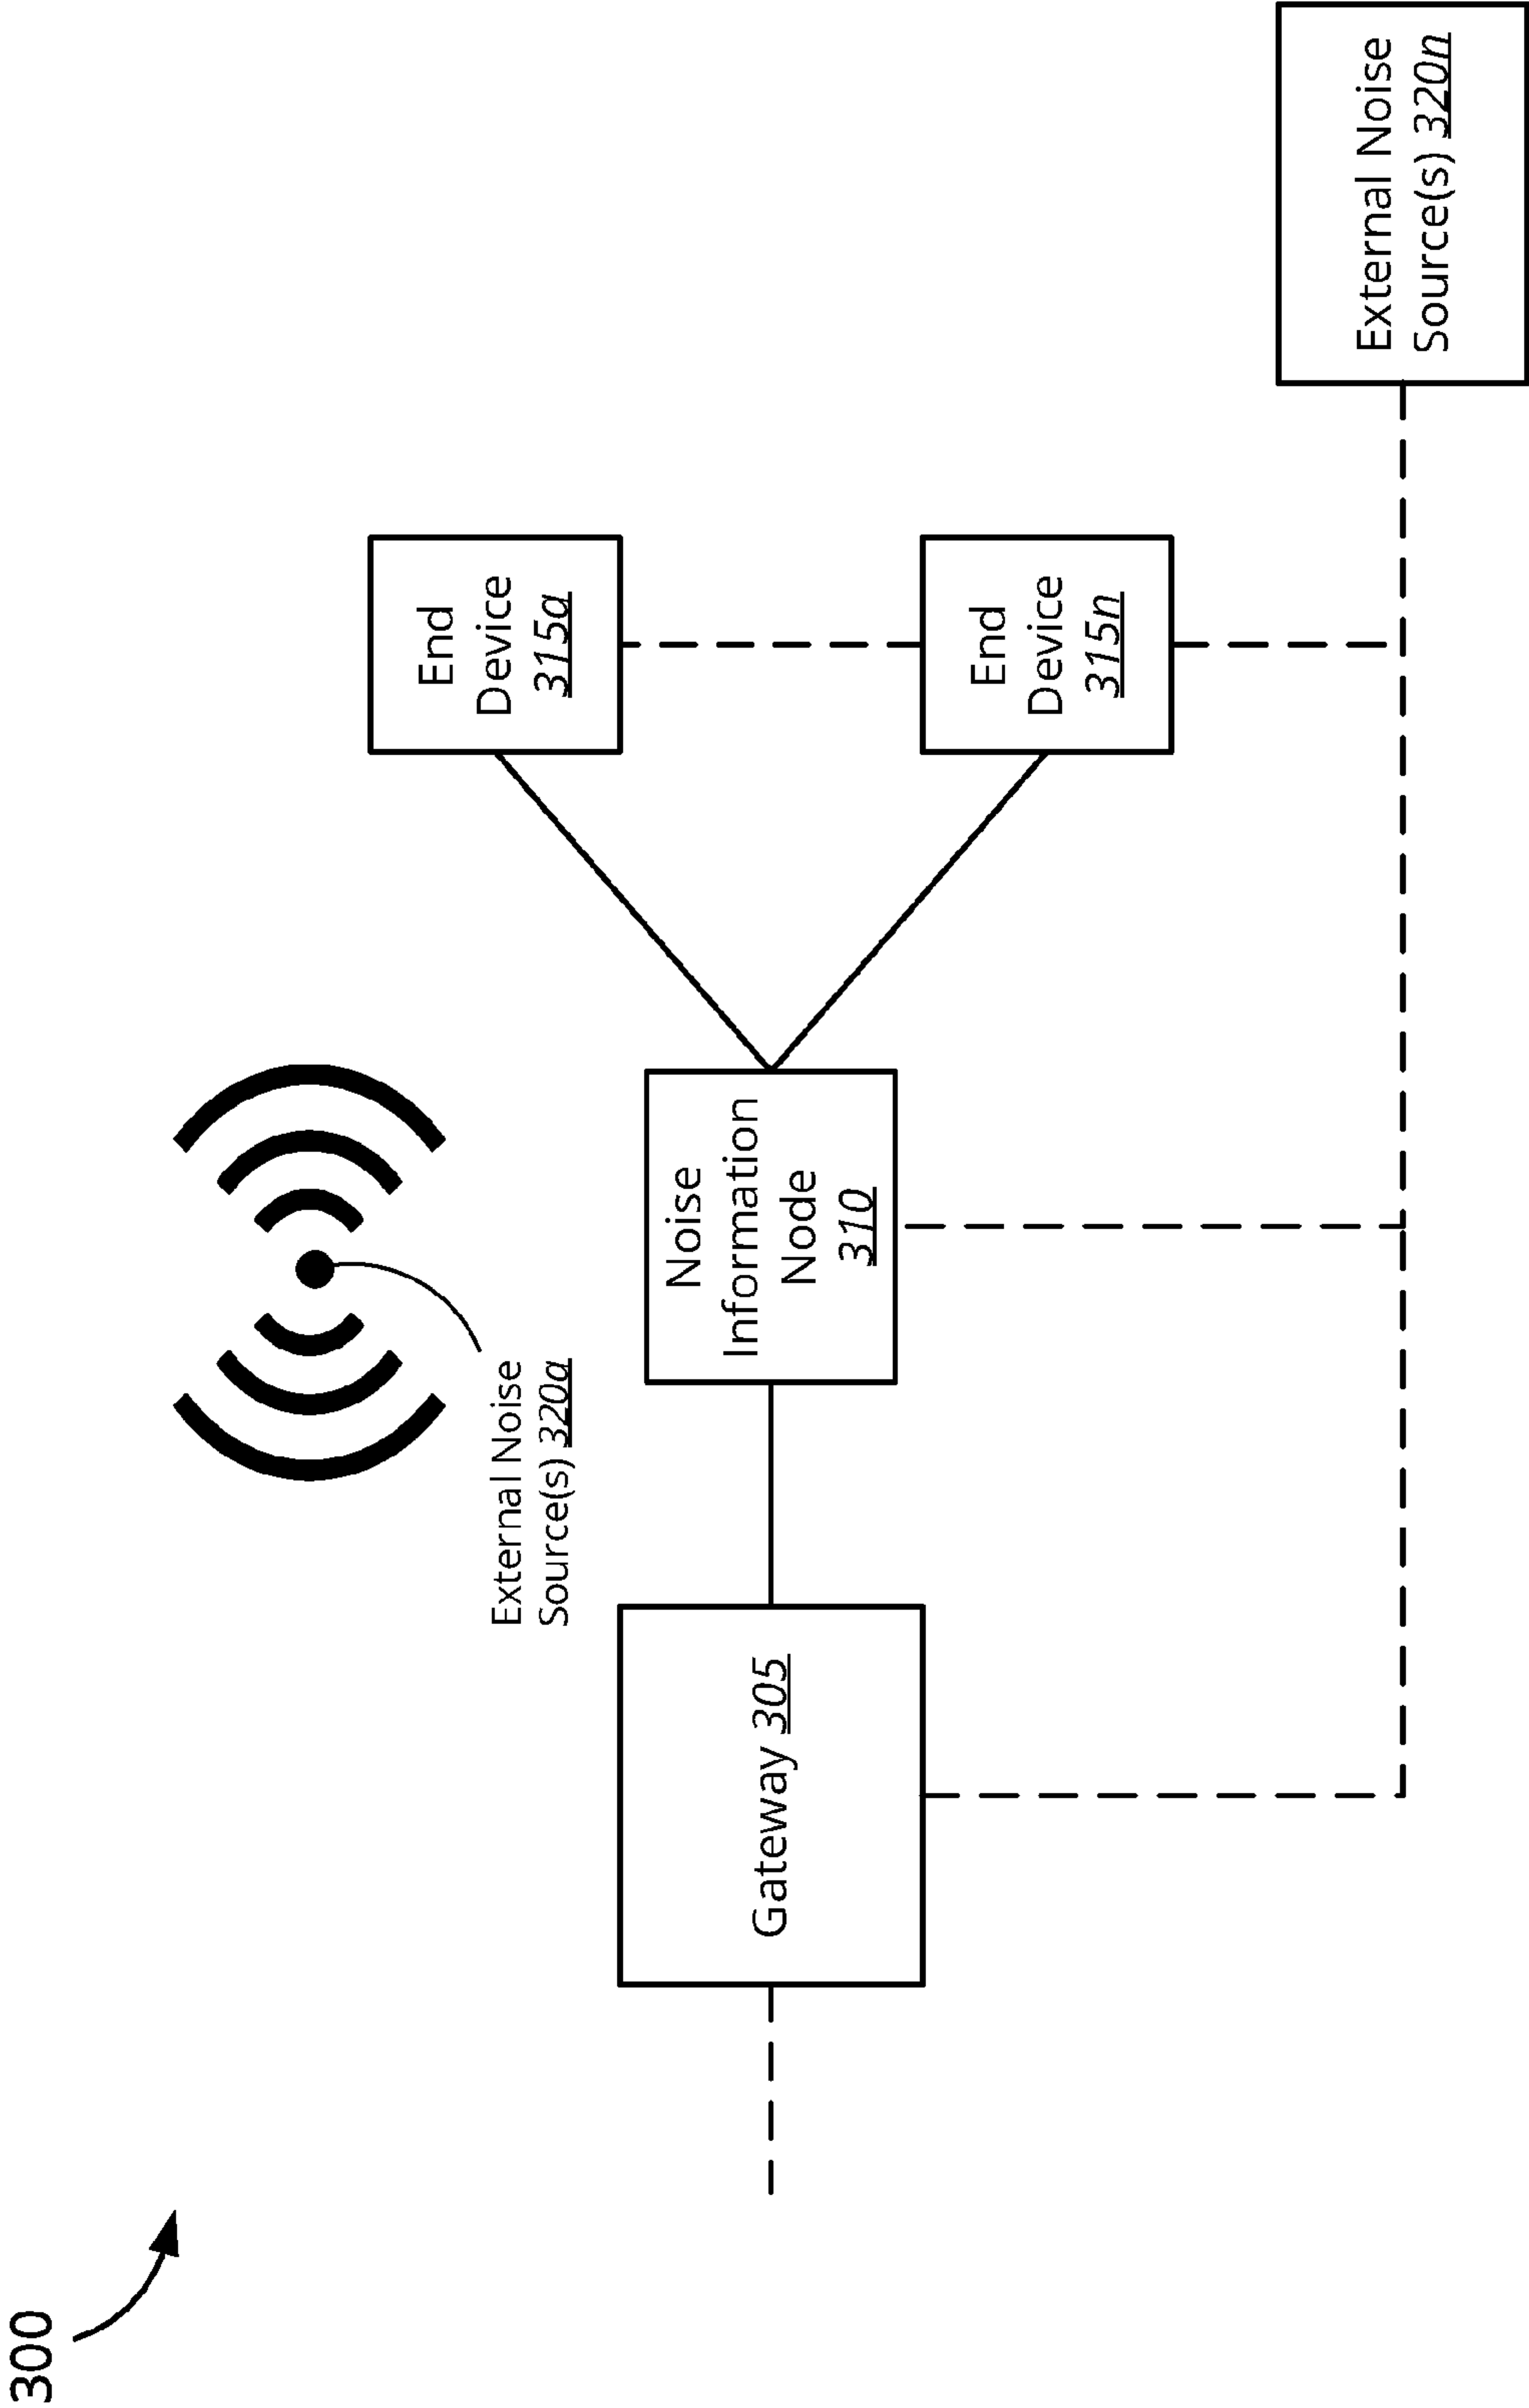 300
External Noise
Source(s) 320a
End
Device
315a
Gateway 305
Noise
Information
Node
310
End
Device
315n
External Noise
Source(s) 320n